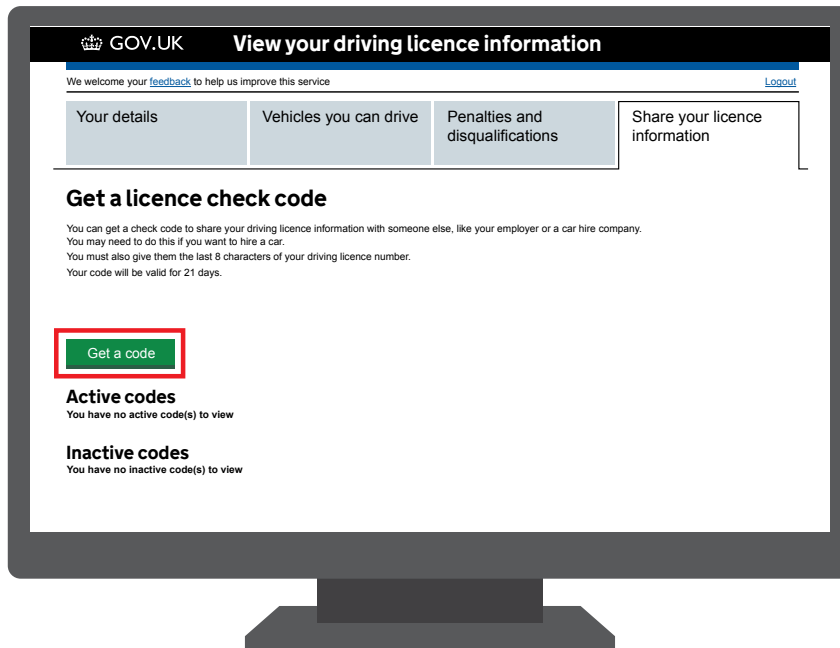 GOV.UK View your driving licence information
We welcome your feedback to help us improve this service Logout
Your details
Vehicles you can drive
Penalties and
disqualifications
Share your licence
information
Get a licence check code
You can get a check code to share your driving licence information with someone else, like your employer or a car hire company.
You may need to do this if you want to hire a car.
You must also give them the last 8 characters of your driving licence number.
Your code will be valid for 21 days.
Get a code
Active codes
You have no active code(s) to view
Inactive codes
You have no inactive code(s) to view